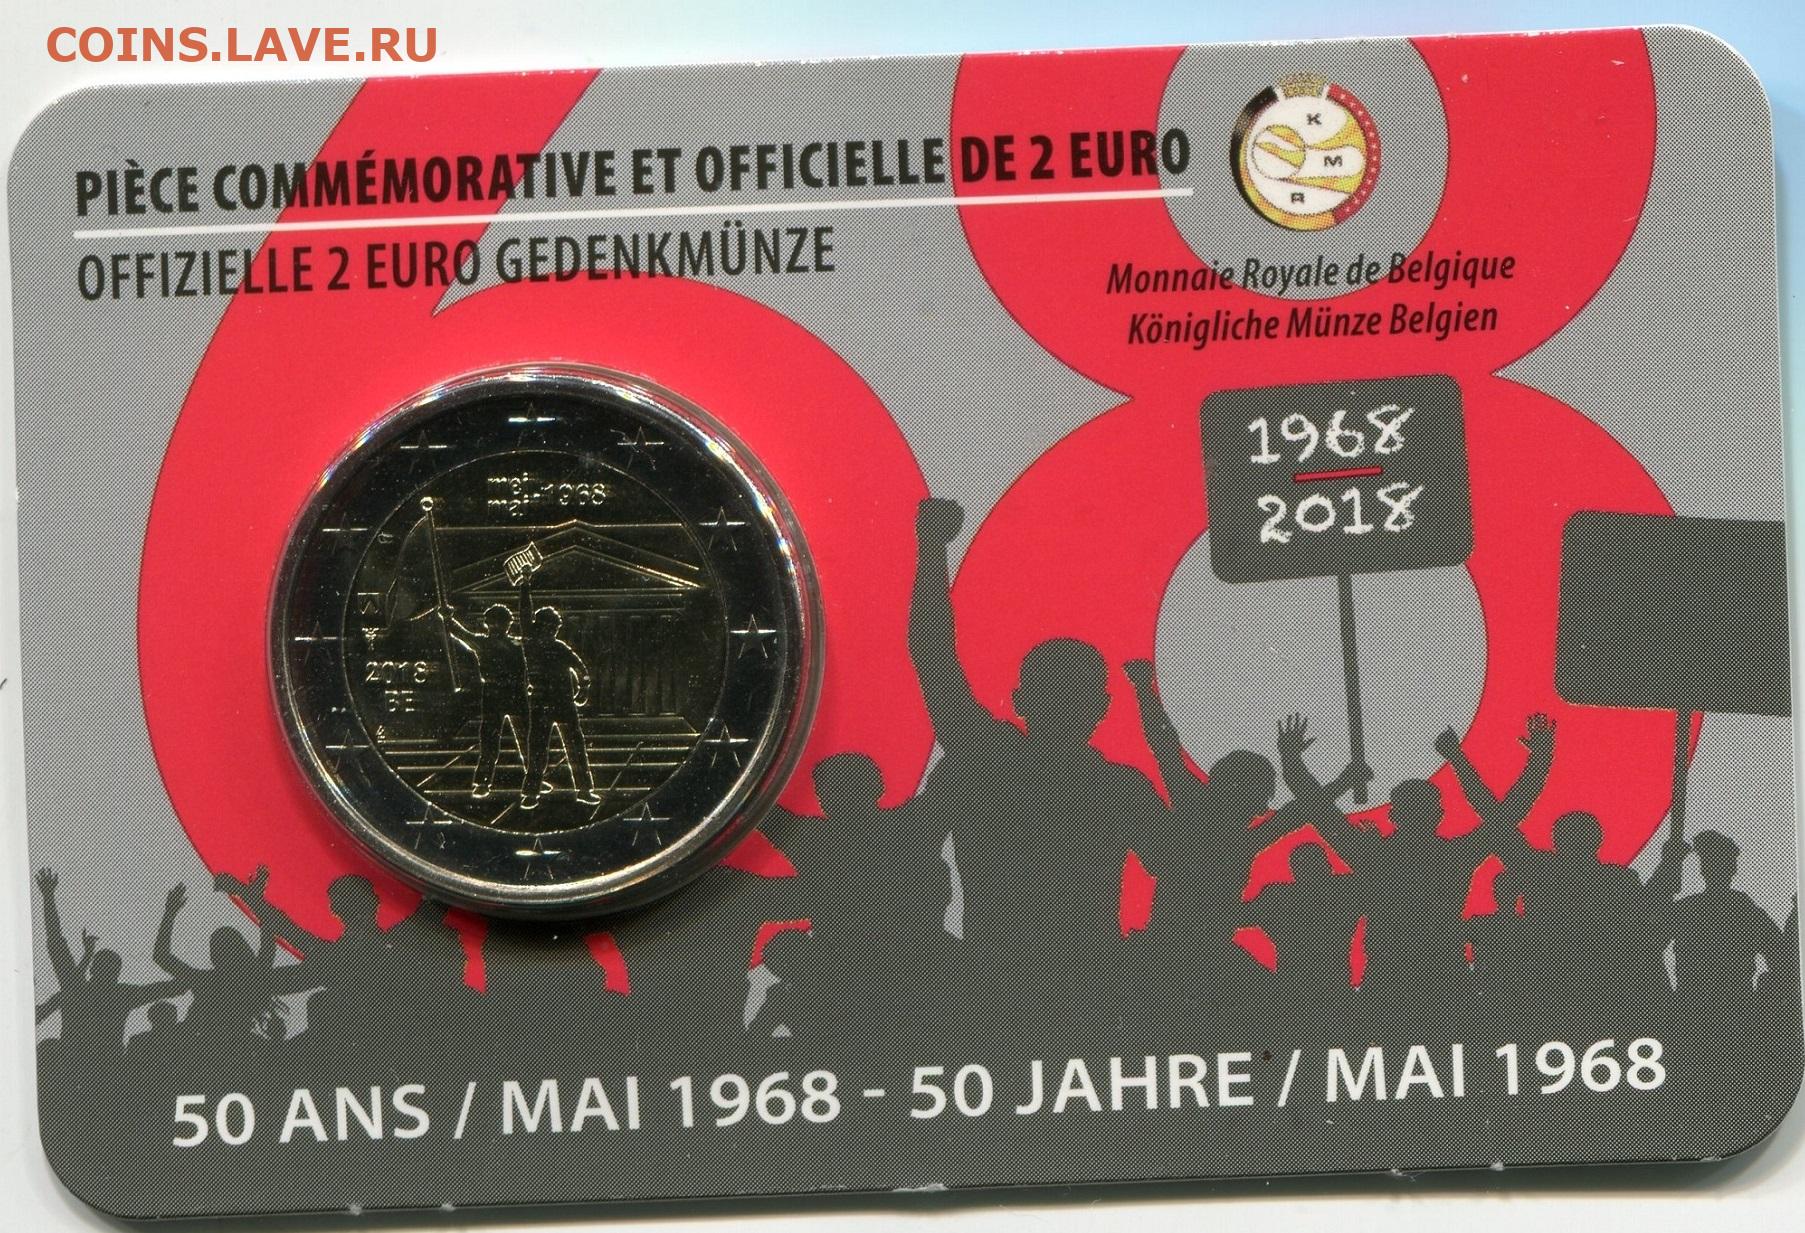 COINS.LAVE.RU
PIÈCE COMMÉMORATIVE ET OFFICIELLE DE 2 EURO
OFFIZIELLE 2 EURO GEDENKMÜNZE
K
M
R
Monnaie Royale de Belgique
Königliche Münze Belgien
1968
2018
mei
mai
1968
2018
BE
50 ANS / MAI 1968 - 50 JAHRE / MAI 1968